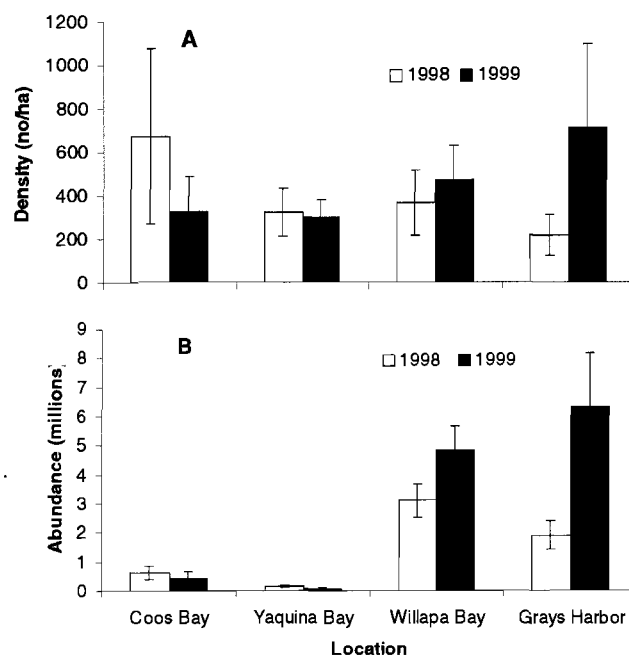 A
□ 1998 ■ 1999
Density (no/ha)
1200
1000
800
600
400
200
0
B
□ 1998 ■ 1999
Abundance (millions)
9
8
7
6
5
4
3
2
1
0
Coos Bay Yaquina Bay Willapa Bay Grays Harbor
Location